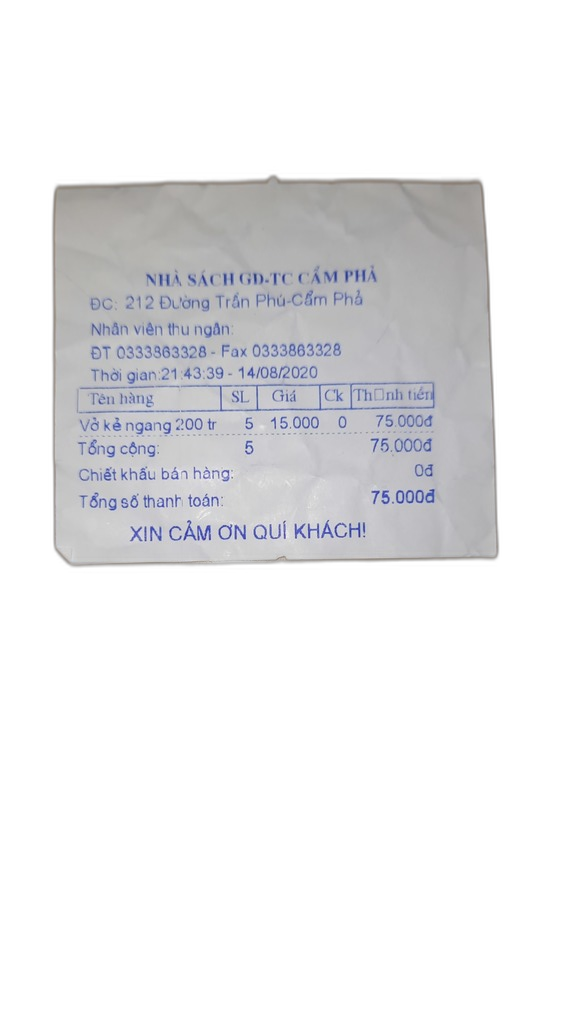 NHÀ SÁCH GD-TC CẨM PHẢ
ĐC: 212 Đường Trần Phú-Cẩm Phả
Nhân viên thu ngân:
ĐT 0333863328 - Fax 0333863328
Thời gian:21:43:39 - 14/08/2020
Tên hàng SL Giá Ck Th□nh tiền
Vở kẻ ngang 200 tr 5 15.000 0 75.000đ
Tổng cộng: 5 75.000đ
Chiết khấu bán hàng: 0đ
Tổng số thanh toán: 75.000đ
XIN CẢM ƠN QUÍ KHÁCH!